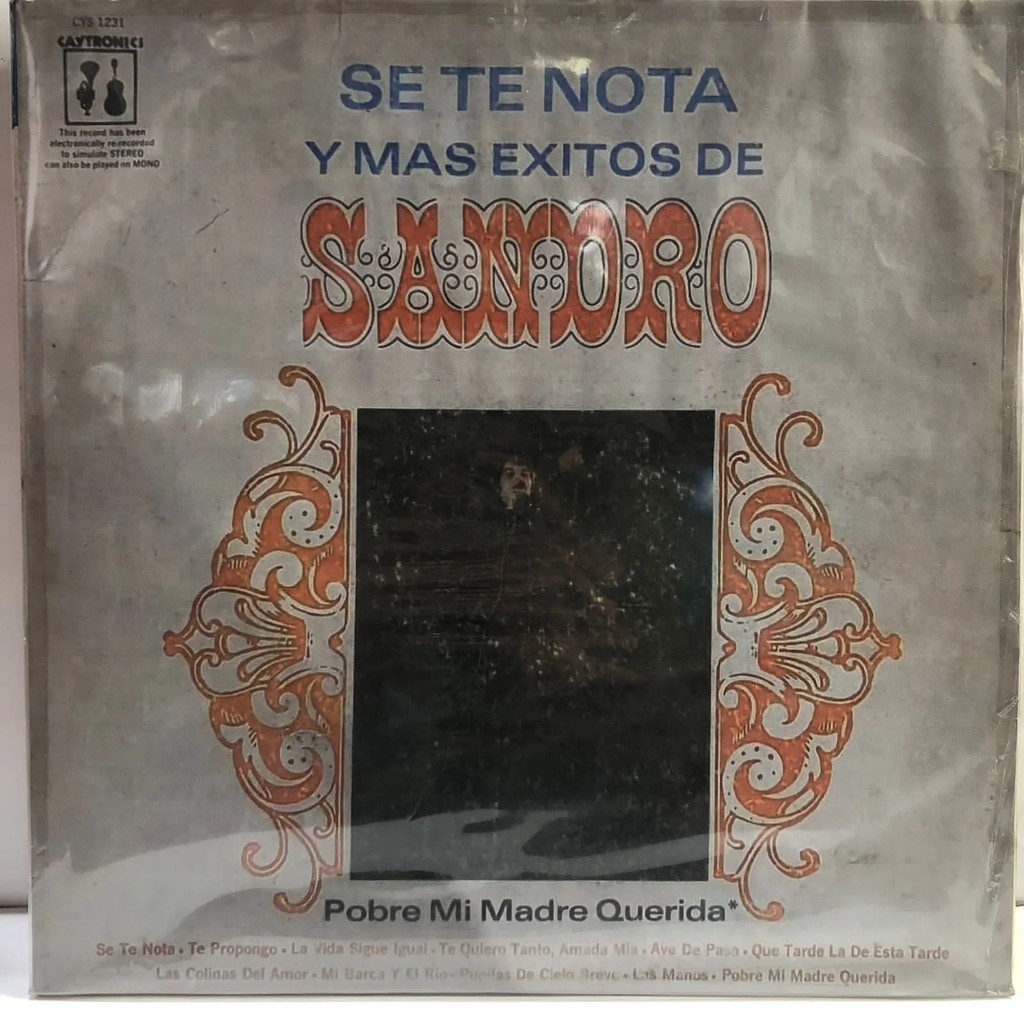 CYS 1231
CAYTRONICS
This record has been
electronically re-recorded
to simulate STEREO
can also be played on MONO
SE TE NOTA
Y MAS EXITOS DE
SANDRO
Pobre Mi Madre Querida*
Se Te Nota • Te Propongo • La Vida Sigue Igual • Te Quiero Tanto, Amada Mia • Ave De Paso • Que Tarde La De Esta Tarde
Las Colinas Del Amor • Mi Barca Y El Rio • Pupilas De Cielo Breve • Las Manos • Pobre Mi Madre Querida